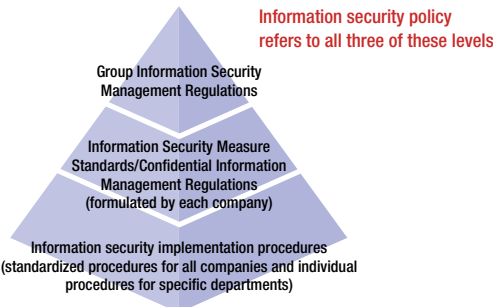 Information security policy
refers to all three of these levels
Group Information Security
Management Regulations
Information Security Measure
Standards/Confidential Information
Management Regulations
(formulated by each company)
Information security implementation procedures
(standardized procedures for all companies and individual
procedures for specific departments)